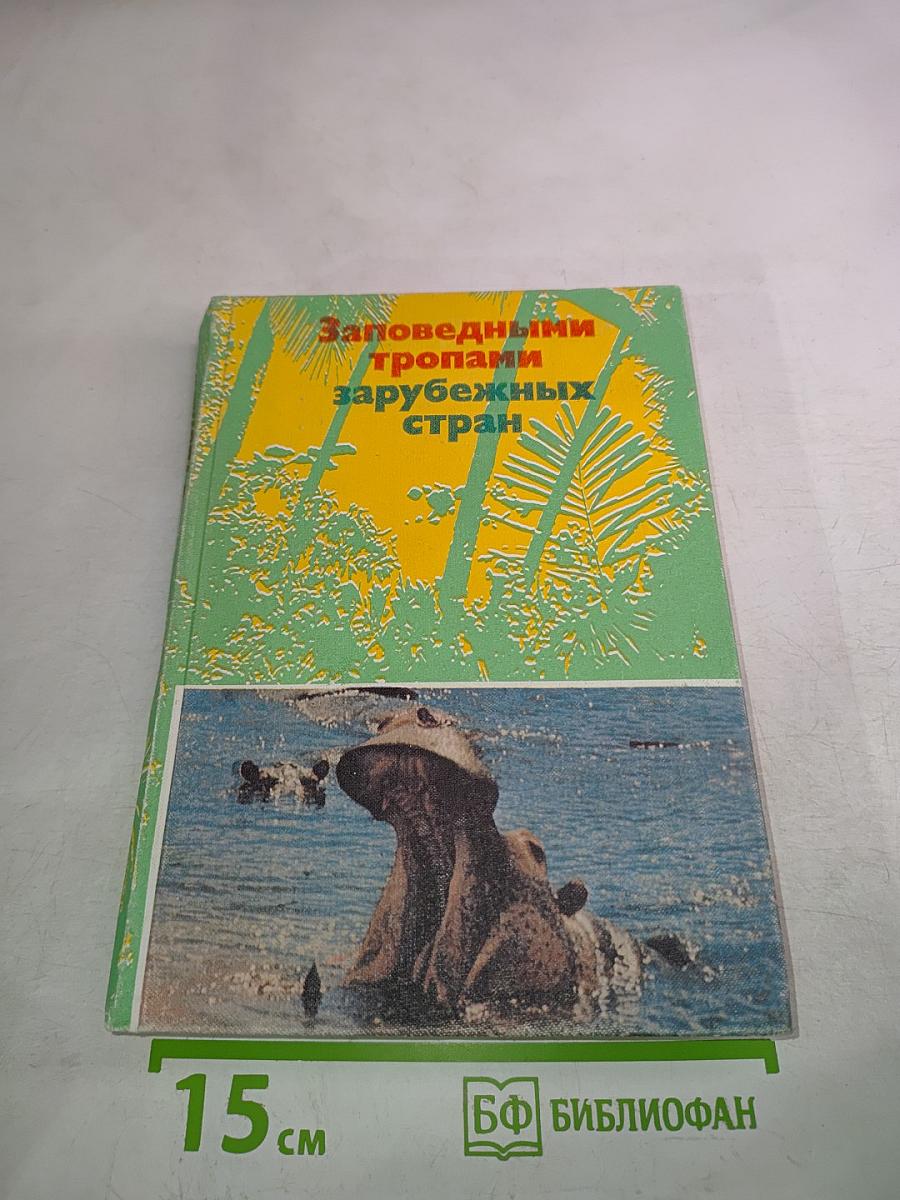 Заповедными
тропами
зарубежных
стран
15 см
БФ БИБЛИОФАН